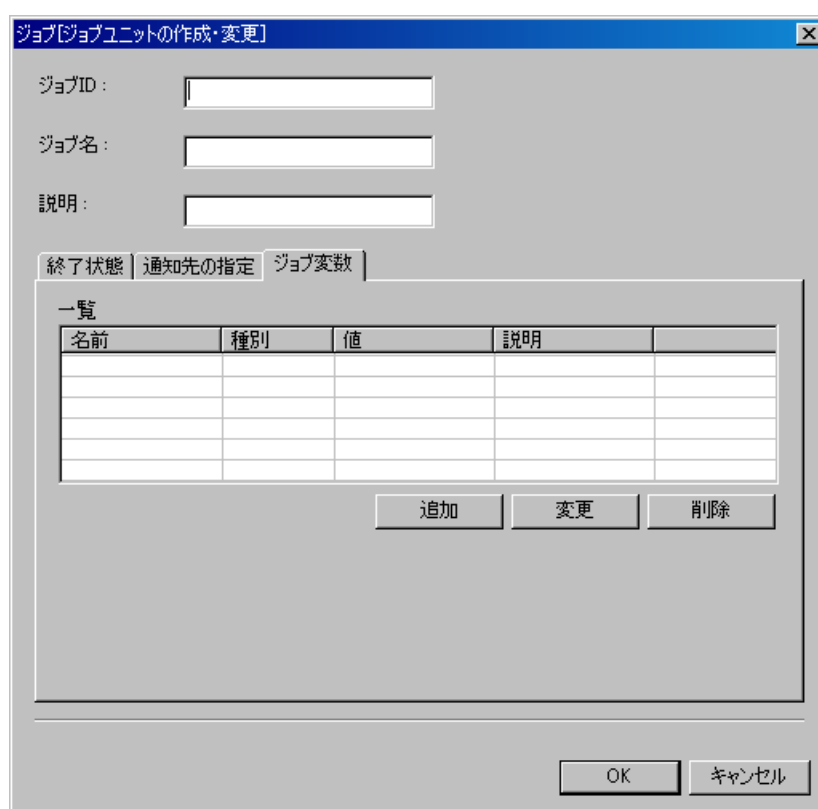 ジョブ[ジョブユニットの作成・変更]
ジョブID :
ジョブ名 :
説明 :
終了状態 通知先の指定 ジョブ変数
一覧
名前 種別 値 説明
追加 変更 削除
OK キャンセル